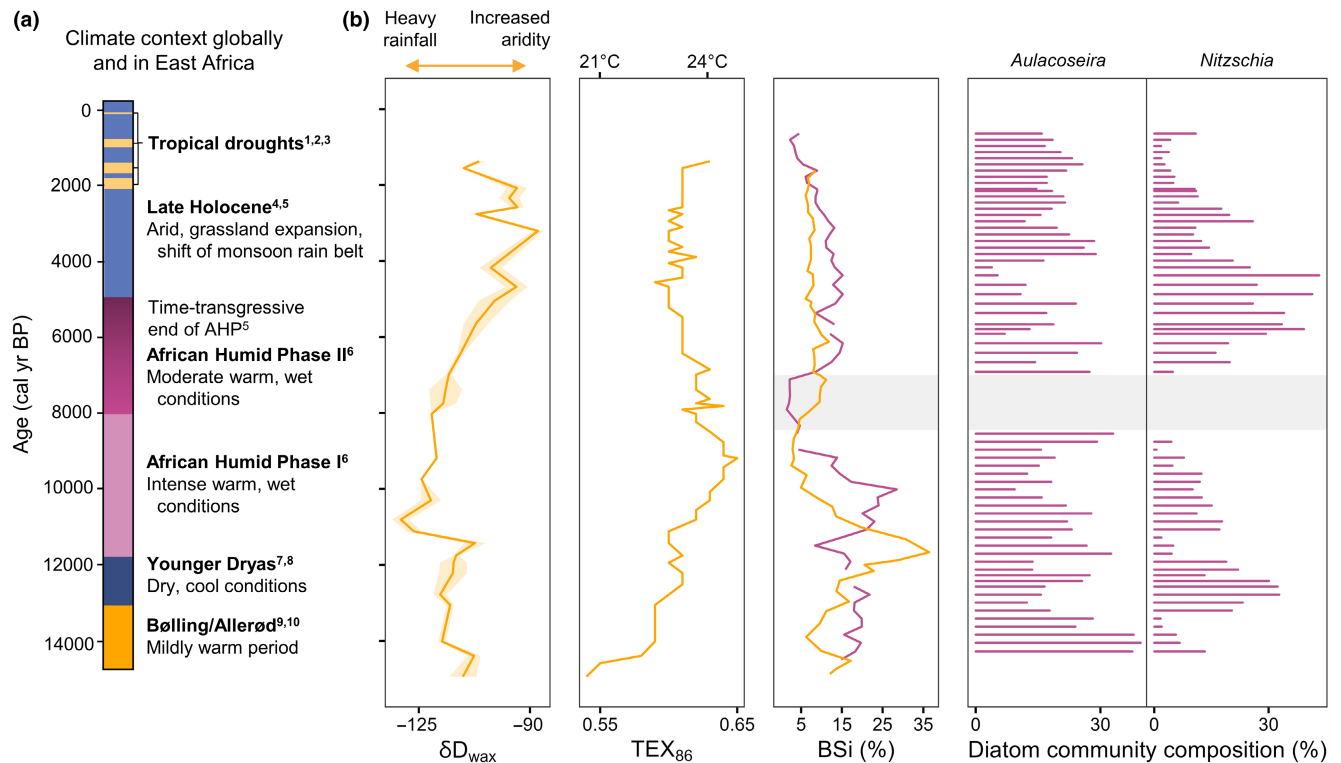 (a)
Climate context globally
and in East Africa
Age (cal yr BP)
0
2000
4000
6000
8000
10000
12000
14000
Tropical droughts1,2,3
Late Holocene4,5
Arid, grassland expansion,
shift of monsoon rain belt
Time-transgressive
end of AHP5
African Humid Phase II6
Moderate warm, wet
conditions
African Humid Phase I6
Intense warm, wet
conditions
Younger Dryas7,8
Dry, cool conditions
Bølling/Allerød9,10
Mildly warm period
(b)
Heavy
rainfall
Increased
aridity
−125
−90
δDwax
21°C
24°C
0.55
0.65
TEX86
5
15
25
35
BSi (%)
Aulacoseira
Nitzschia
0
30
0
30
Diatom community composition (%)